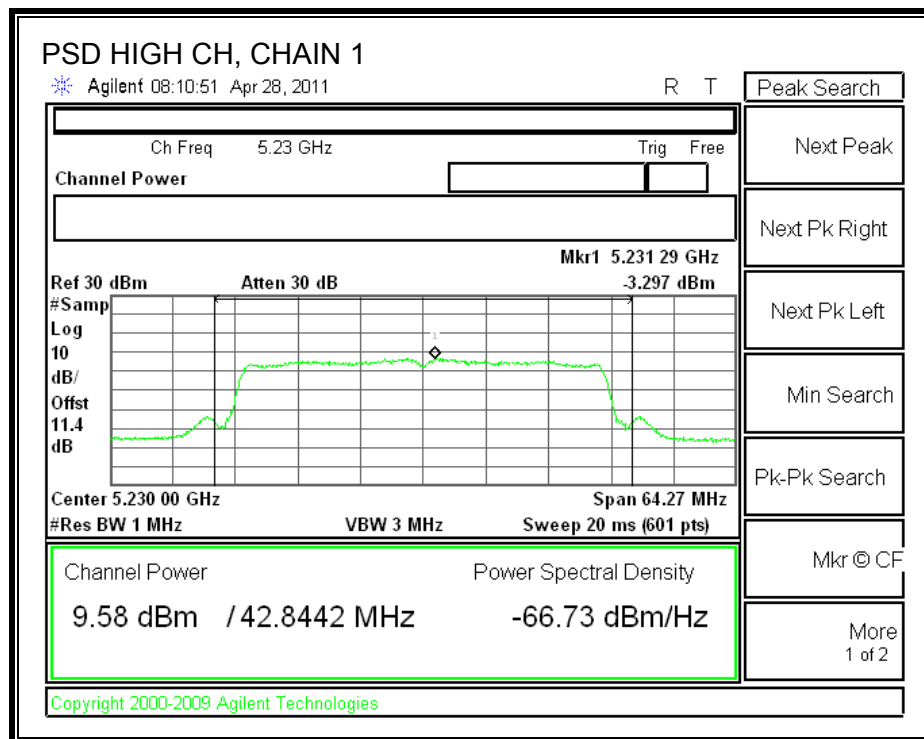 PSD HIGH CH, CHAIN 1
Agilent 08:10:51 Apr 28, 2011 R T
Peak Search
Ch Freq 5.23 GHz Trig Free
Channel Power
Next Peak
Next Pk Right
Mkr1 5.231 29 GHz
Ref 30 dBm Atten 30 dB -3.297 dBm
#Samp
Log
10
dB/
Offst
11.4
dB
1
Next Pk Left
Min Search
Pk-Pk Search
Center 5.230 00 GHz Span 64.27 MHz
#Res BW 1 MHz VBW 3 MHz Sweep 20 ms (601 pts)
Channel Power Power Spectral Density
9.58 dBm / 42.8442 MHz -66.73 dBm/Hz
Mkr © CF
More
1 of 2
Copyright 2000-2009 Agilent Technologies